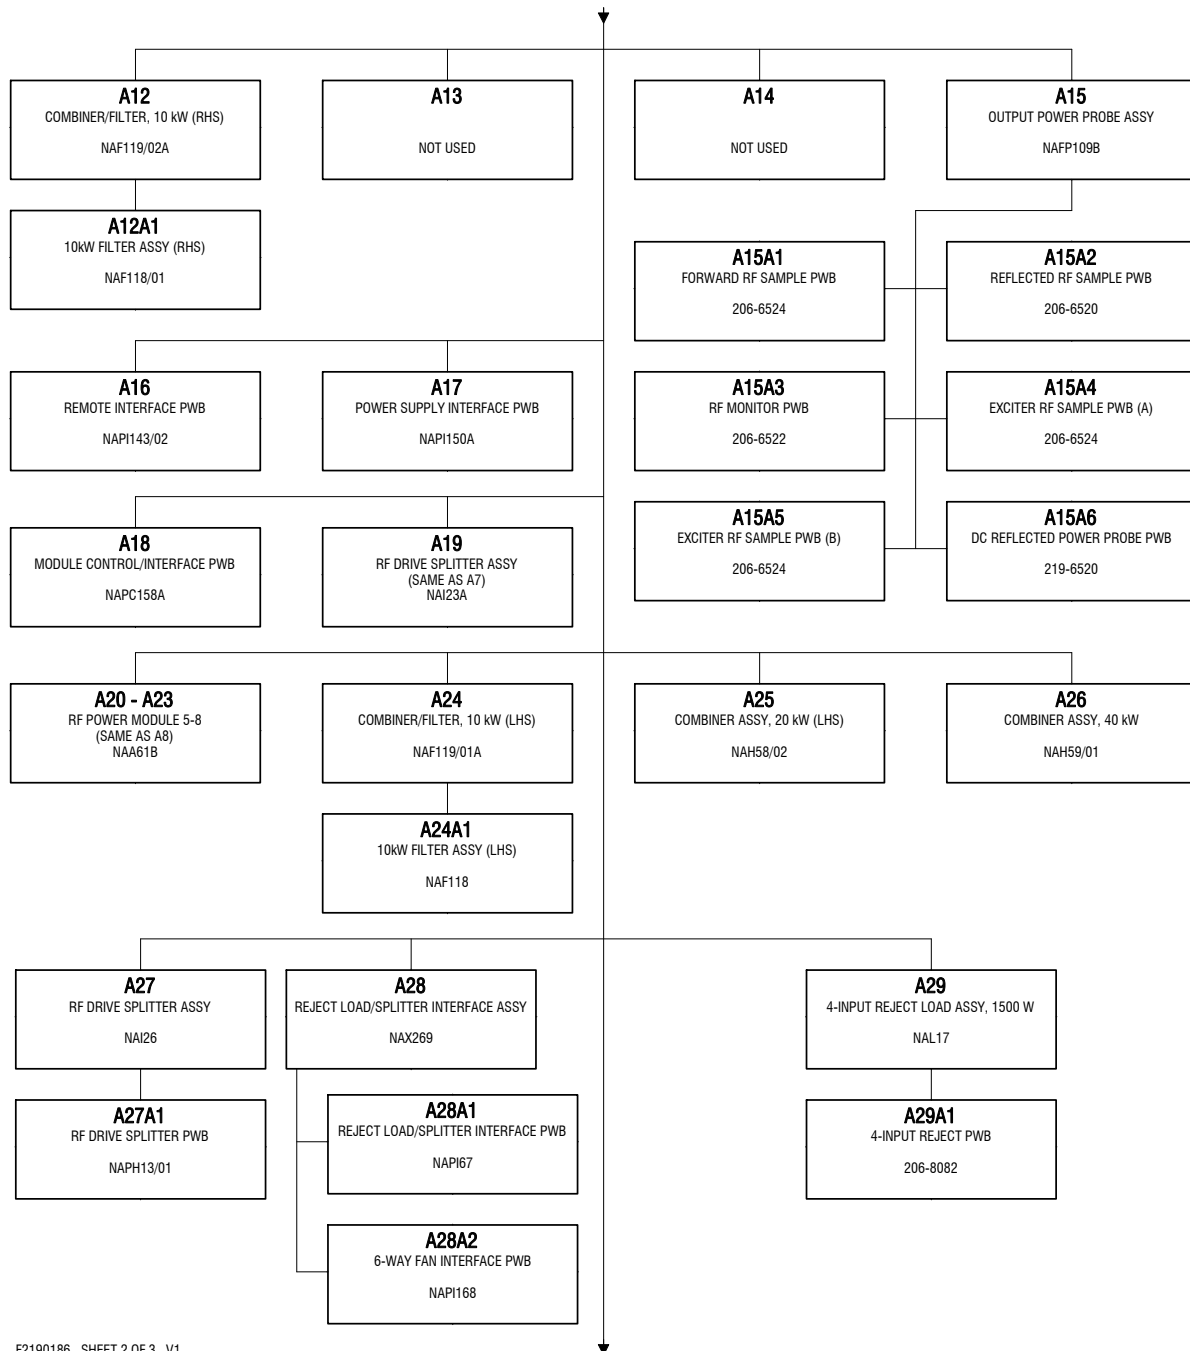 A12
COMBINER/FILTER, 10 kW (RHS)
NAF119/02A
A13
NOT USED
A14
NOT USED
A15
OUTPUT POWER PROBE ASSY
NAFP109B
A12A1
10kW FILTER ASSY (RHS)
NAF118/01
A15A1
FORWARD RF SAMPLE PWB
206-6524
A15A2
REFLECTED RF SAMPLE PWB
206-6520
A16
REMOTE INTERFACE PWB
NAPI143/02
A17
POWER SUPPLY INTERFACE PWB
NAPI150A
A15A3
RF MONITOR PWB
206-6522
A15A4
EXCITER RF SAMPLE PWB (A)
206-6524
A18
MODULE CONTROL/INTERFACE PWB
NAPC158A
A19
RF DRIVE SPLITTER ASSY
(SAME AS A7)
NAI23A
A15A5
EXCITER RF SAMPLE PWB (B)
206-6524
A15A6
DC REFLECTED POWER PROBE PWB
219-6520
A20 - A23
RF POWER MODULE 5-8
(SAME AS A8)
NAA61B
A24
COMBINER/FILTER, 10 kW (LHS)
NAF119/01A
A25
COMBINER ASSY, 20 kW (LHS)
NAH58/02
A26
COMBINER ASSY, 40 kW
NAH59/01
A24A1
10kW FILTER ASSY (LHS)
NAF118
A27
RF DRIVE SPLITTER ASSY
NAI26
A28
REJECT LOAD/SPLITTER INTERFACE ASSY
NAX269
A29
4-INPUT REJECT LOAD ASSY, 1500 W
NAL17
A27A1
RF DRIVE SPLITTER PWB
NAPH13/01
A28A1
REJECT LOAD/SPLITTER INTERFACE PWB
NAPI67
A29A1
4-INPUT REJECT PWB
206-8082
A28A2
6-WAY FAN INTERFACE PWB
NAPI168
F2190186 SHEET 2 OF 3 V1